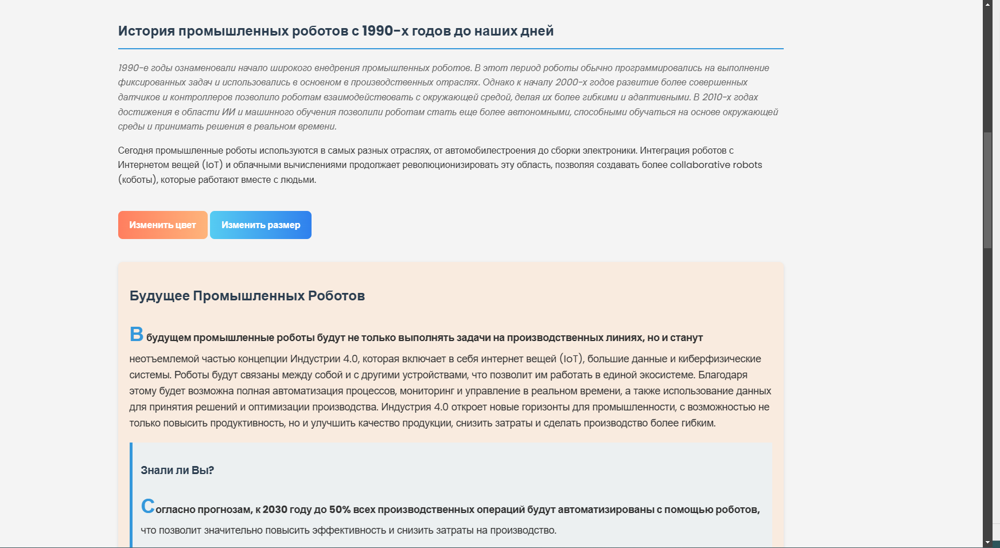 История промышленных роботов с 1990-х годов до наших дней
1990-е годы ознаменовали начало широкого внедрения промышленных роботов. В этот период роботы обычно программировались на выполнение
фиксированных задач и использовались в основном в производственных отраслях. Однако к началу 2000-х годов развитие более совершенных
датчиков и контроллеров позволило роботам взаимодействовать с окружающей средой, делая их более гибкими и адаптивными. В 2010-х годах
достижения в области ИИ и машинного обучения позволили роботам стать еще более автономными, способными обучаться на основе окружающей
среды и принимать решения в реальном времени.
Сегодня промышленные роботы используются в самых разных отраслях, от автомобилестроения до сборки электроники. Интеграция роботов с
Интернетом вещей (IoT) и облачными вычислениями продолжает революционизировать эту область, позволяя создавать более collaborative robots
(коботы), которые работают вместе с людьми.
Изменить цвет Изменить размер
Будущее Промышленных Роботов
В будущем промышленные роботы будут не только выполнять задачи на производственных линиях, но и станут
неотъемлемой частью концепции Индустрии 4.0, которая включает в себя интернет вещей (IoT), большие данные и киберфизические
системы. Роботы будут связаны между собой и с другими устройствами, что позволит им работать в единой экосистеме. Благодаря
этому будет возможна полная автоматизация процессов, мониторинг и управление в реальном времени, а также использование данных
для принятия решений и оптимизации производства. Индустрия 4.0 откроет новые горизонты для промышленности, с возможностью не
только повысить продуктивность, но и улучшить качество продукции, снизить затраты и сделать производство более гибким.
Знали ли Вы?
Согласно прогнозам, к 2030 году до 50% всех производственных операций будут автоматизированы с помощью роботов,
что позволит значительно повысить эффективность и снизить затраты на производство.